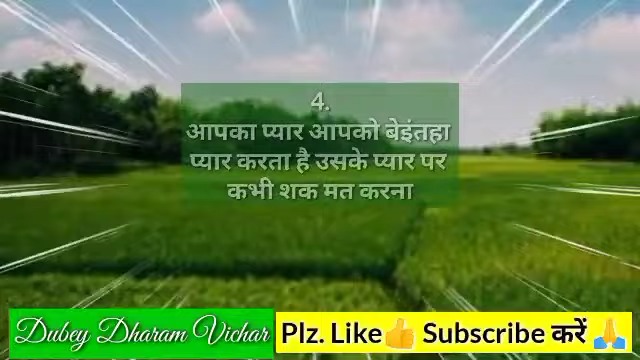 4.
आपका प्यार आपको बेइंतहा
प्यार करता है उसके प्यार पर
कभी शक मत करना
Dubey Dharam Vichar Plz. Like👍 Subscribe करें🙏